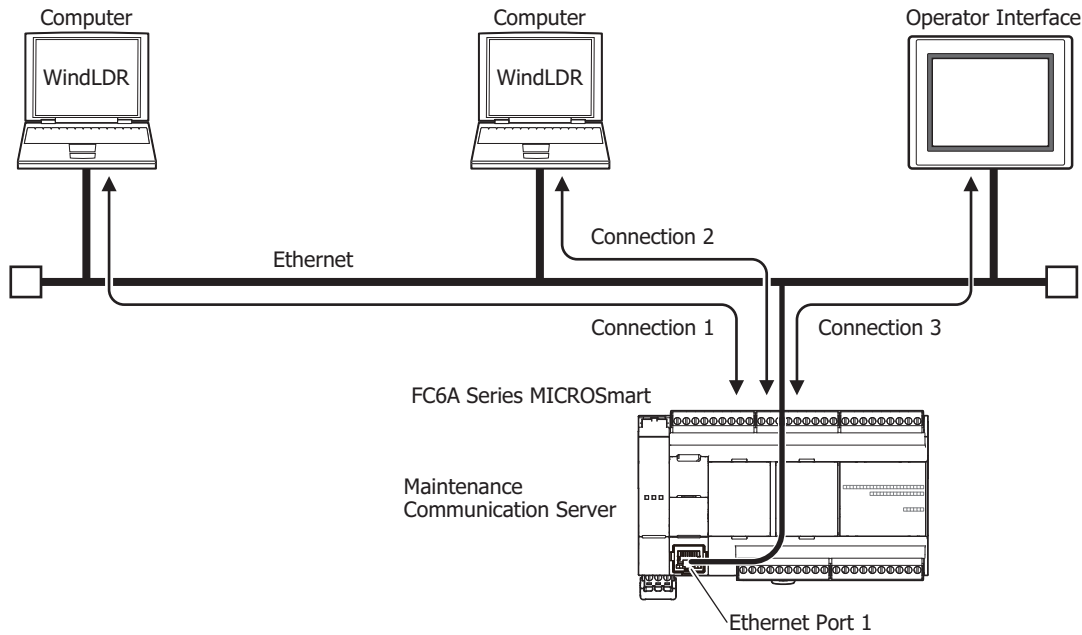 Computer
Computer
Operator Interface
WindLDR
WindLDR
Connection 2
Ethernet
Connection 1
Connection 3
FC6A Series MICROSmart
Maintenance
Communication Server
Ethernet Port 1